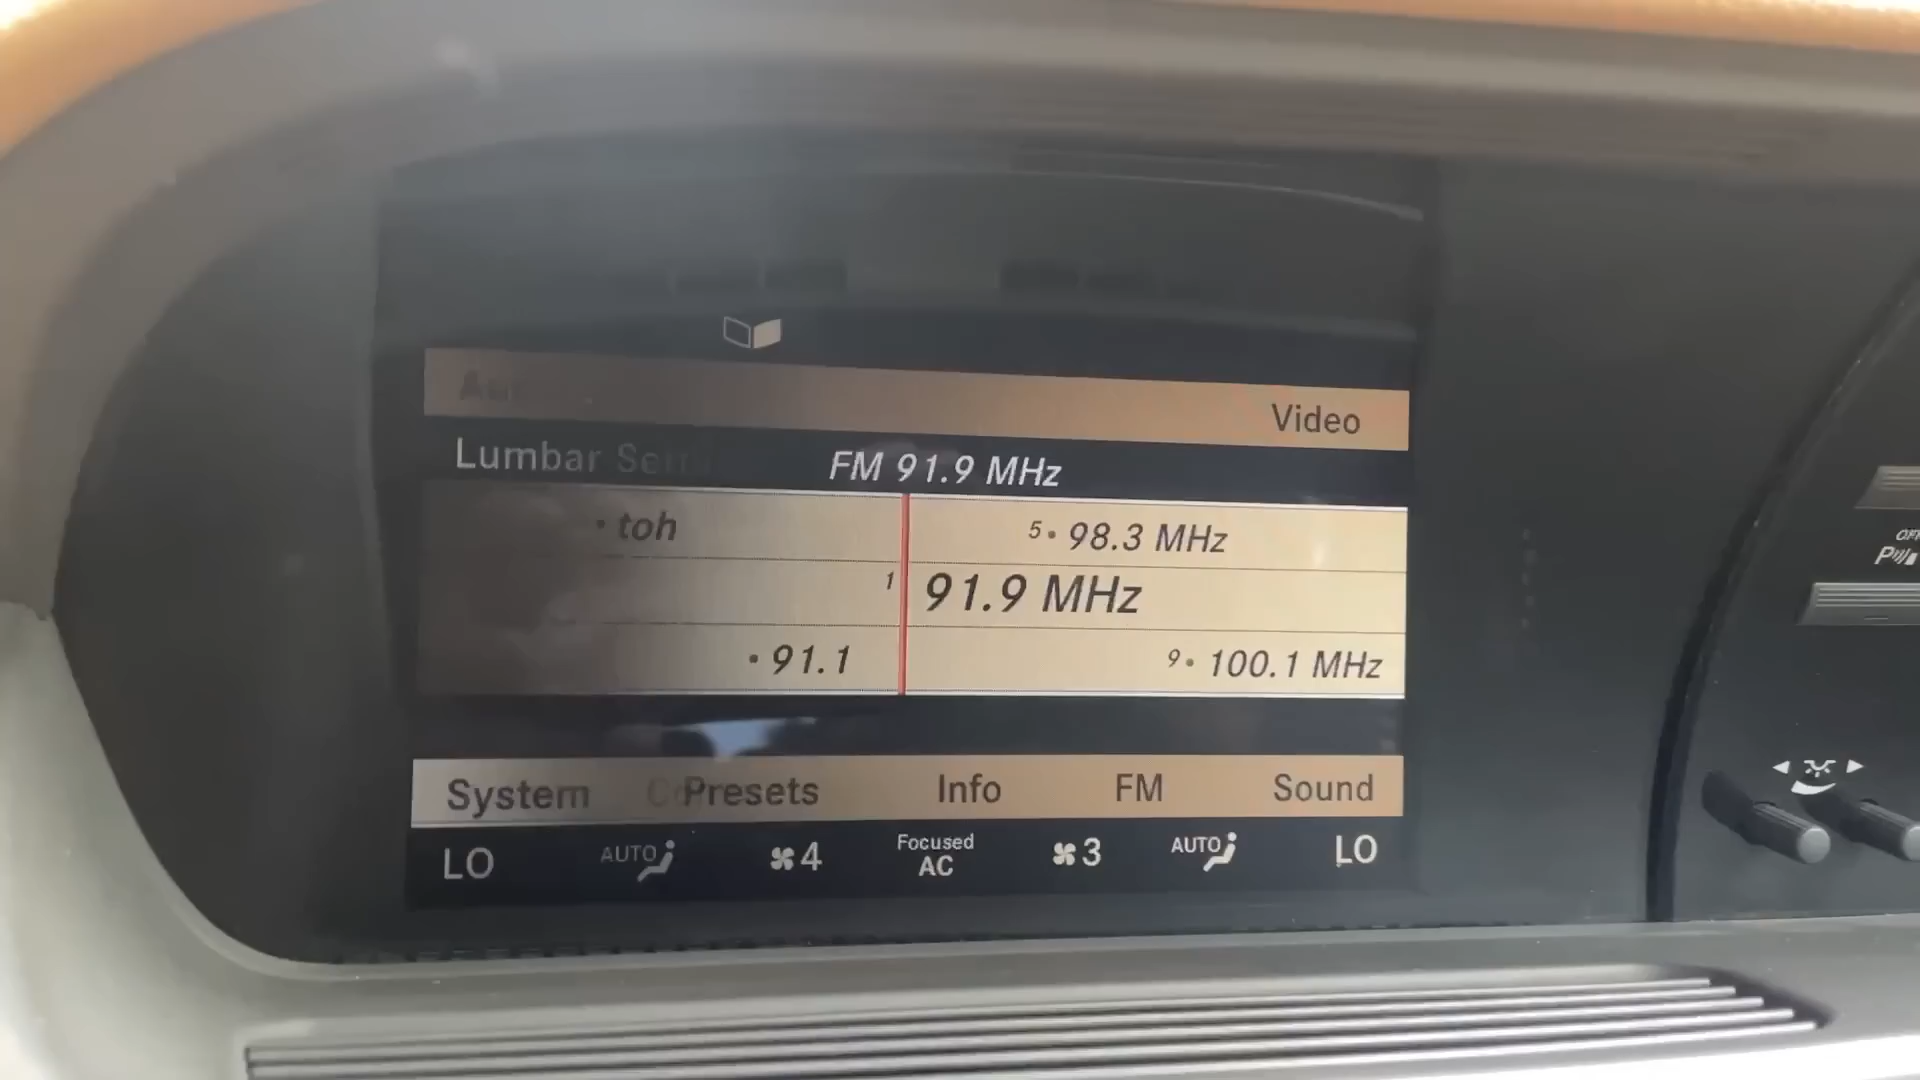 Video
Lumbar
FM 91.9 MHz
• toh
5 • 98.3 MHz
1 91.9 MHz
• 91.1
9 • 100.1 MHz
System Presets Info FM Sound
LO AUTO 4 Focused AC 3 AUTO LO
OFF
P